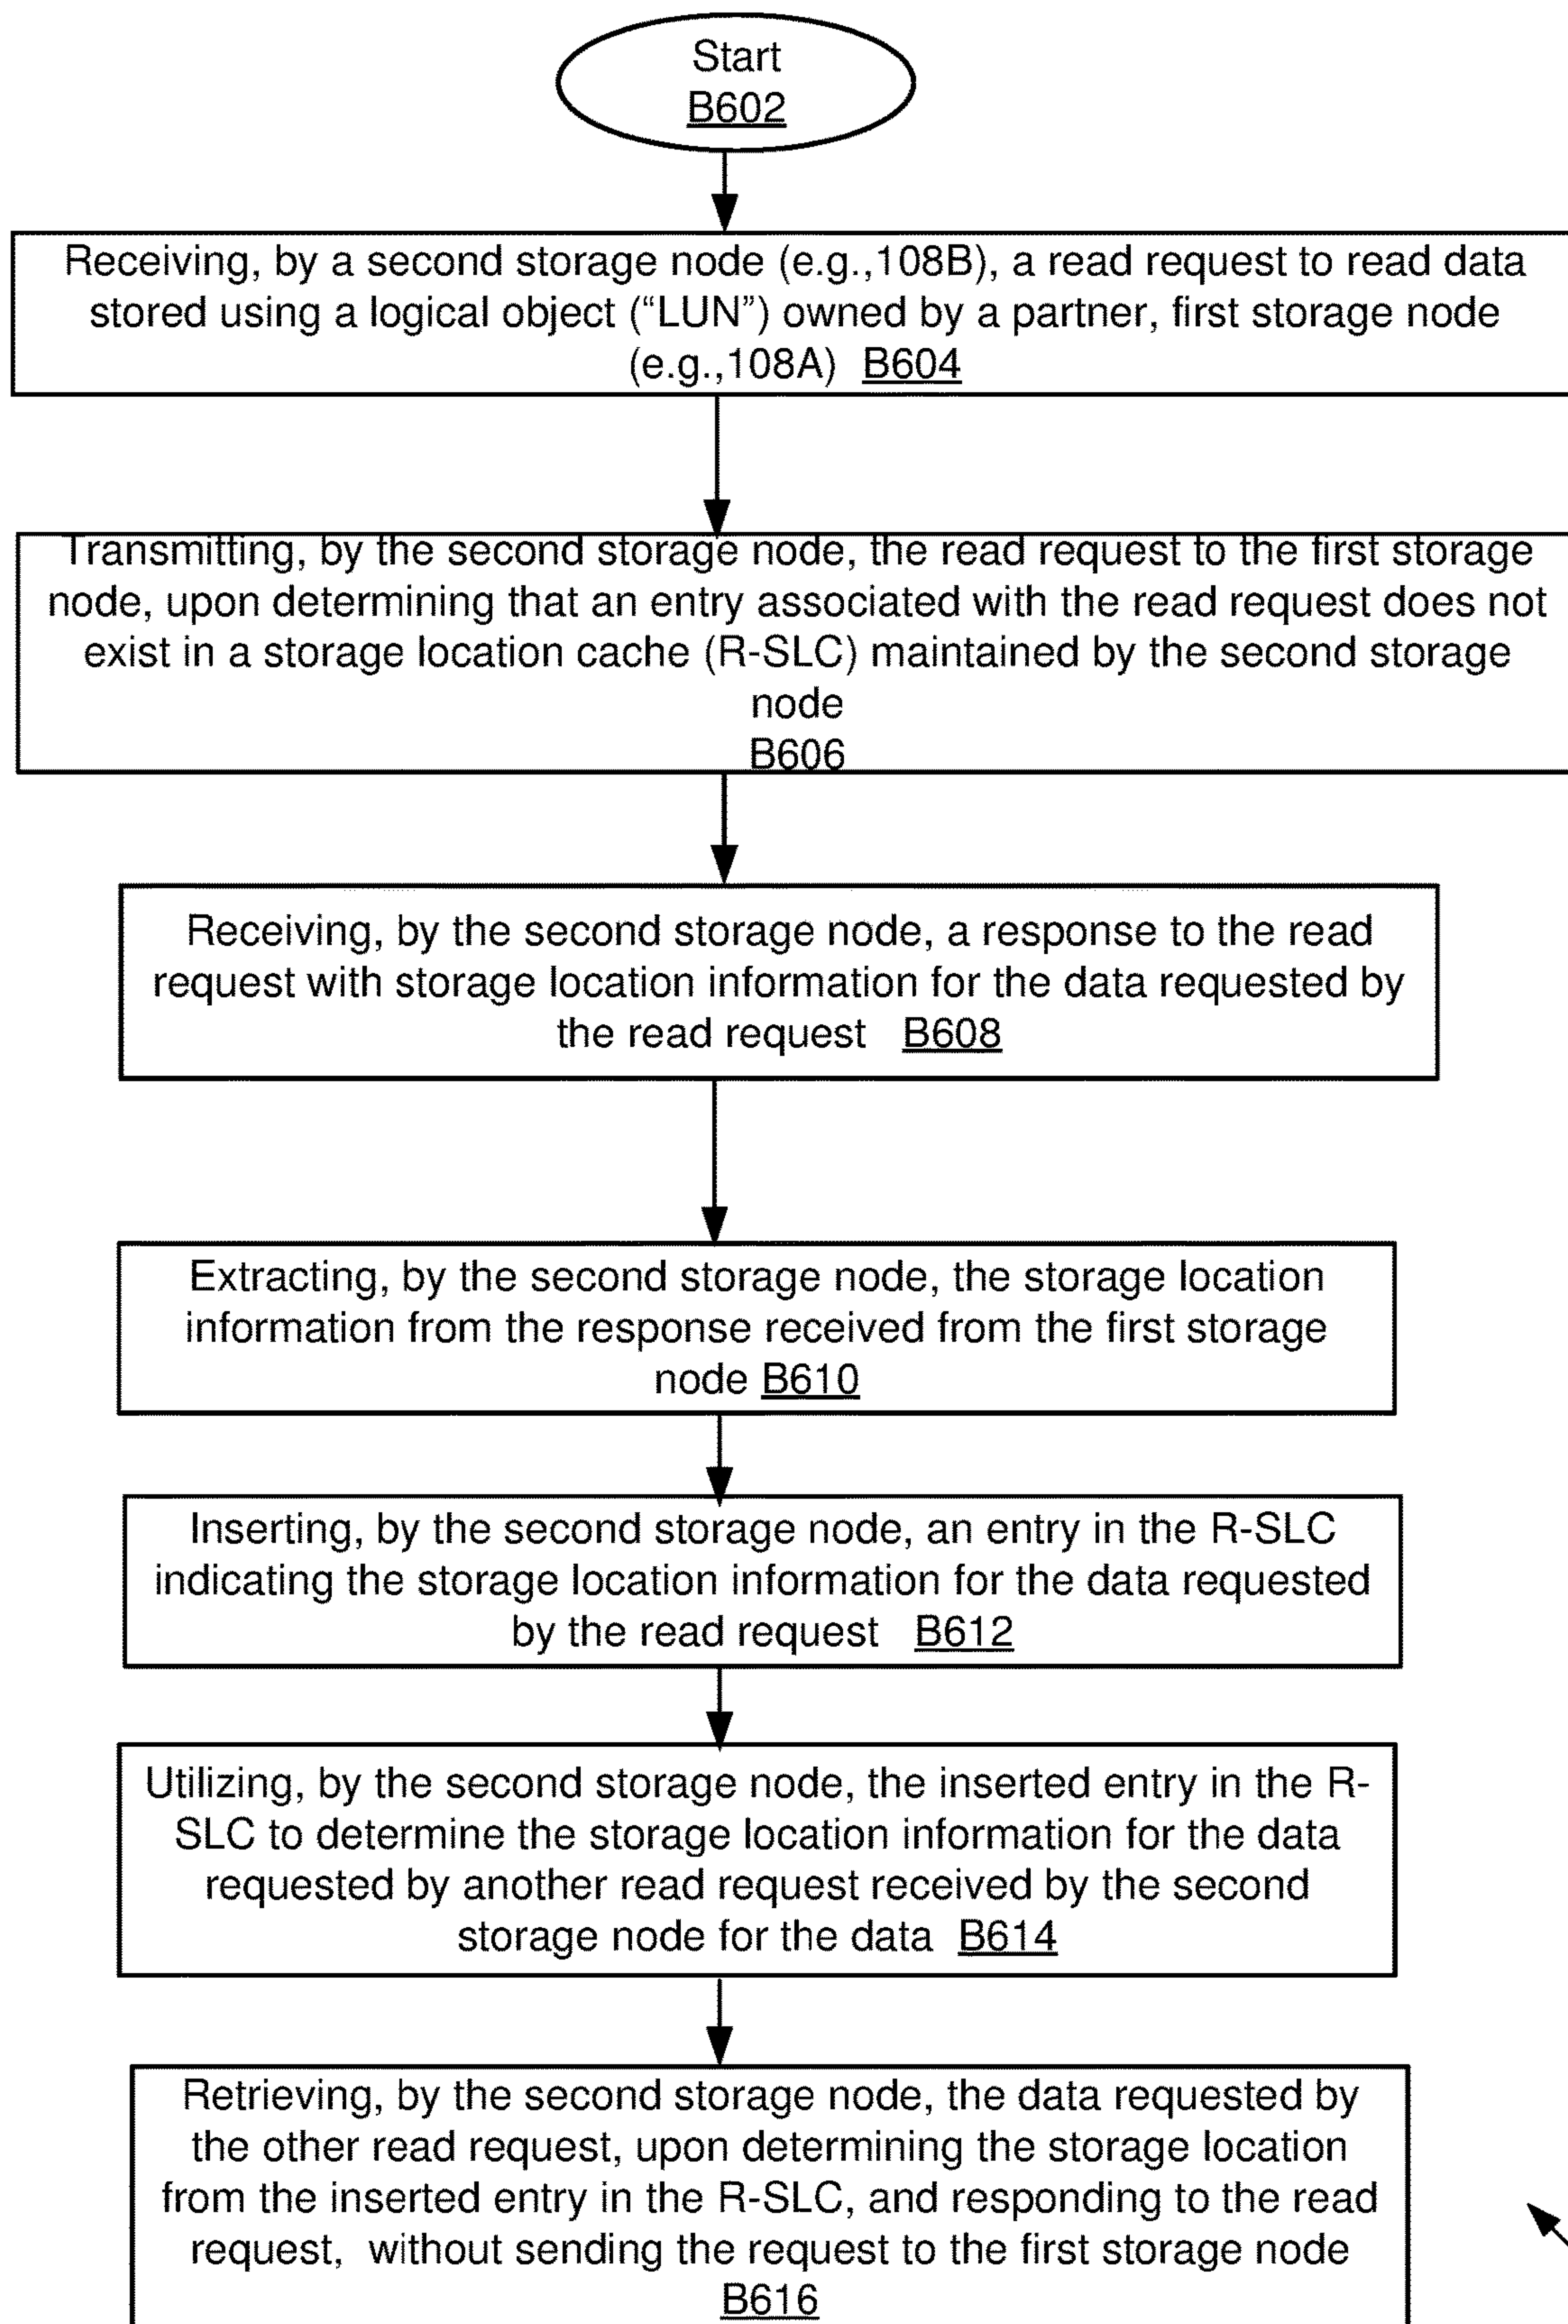 Start
B602
Receiving, by a second storage node (e.g.,108B), a read request to read data
stored using a logical object (“LUN”) owned by a partner, first storage node
(e.g.,108A) B604
Transmitting, by the second storage node, the read request to the first storage
node, upon determining that an entry associated with the read request does not
exist in a storage location cache (R-SLC) maintained by the second storage
node
B606
Receiving, by the second storage node, a response to the read
request with storage location information for the data requested by
the read request B608
Extracting, by the second storage node, the storage location
information from the response received from the first storage
node B610
Inserting, by the second storage node, an entry in the R-SLC
indicating the storage location information for the data requested
by the read request B612
Utilizing, by the second storage node, the inserted entry in the R-
SLC to determine the storage location information for the data
requested by another read request received by the second
storage node for the data B614
Retrieving, by the second storage node, the data requested by
the other read request, upon determining the storage location
from the inserted entry in the R-SLC, and responding to the read
request, without sending the request to the first storage node
B616